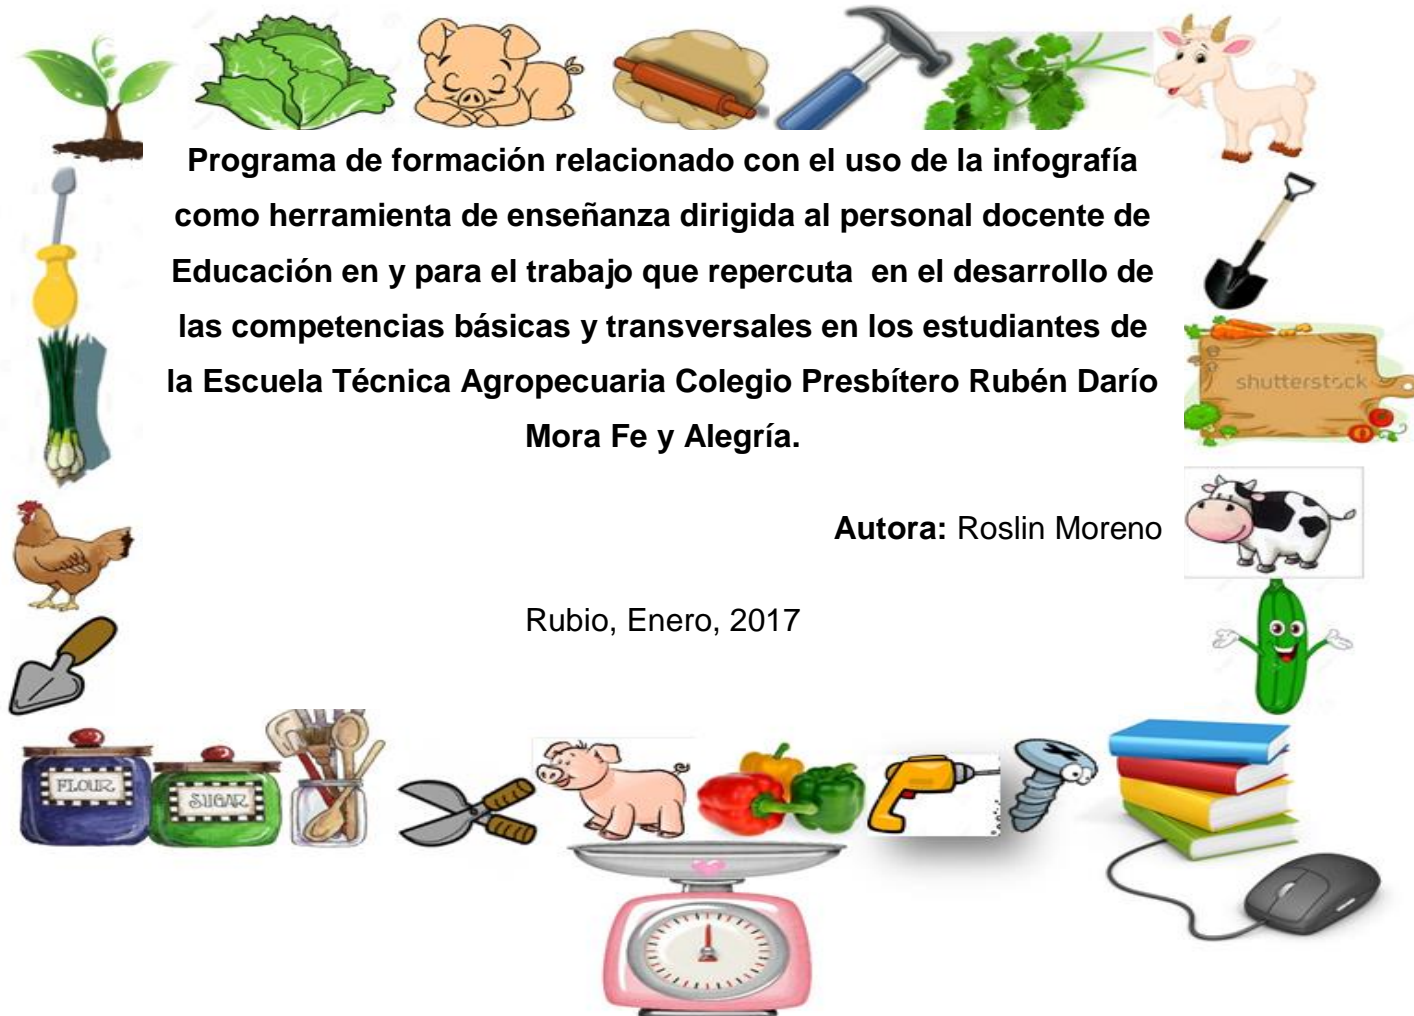 Programa de formación relacionado con el uso de la infografía
como herramienta de enseñanza dirigida al personal docente de
Educación en y para el trabajo que repercuta  en el desarrollo de
las competencias básicas y transversales en los estudiantes de
la Escuela Técnica Agropecuaria Colegio Presbítero Rubén Darío
Mora Fe y Alegría.
shutterstock
Autora: Roslin Moreno
Rubio, Enero, 2017
FLOUR
SUGAR